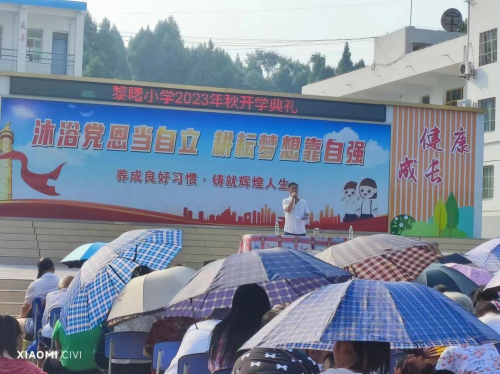 黎曙小学2023年秋开学典礼
沐浴党恩当自立 耕耘梦想靠自强
养成良好习惯·铸就辉煌人生
健康
成长
XIAOMI CIVI